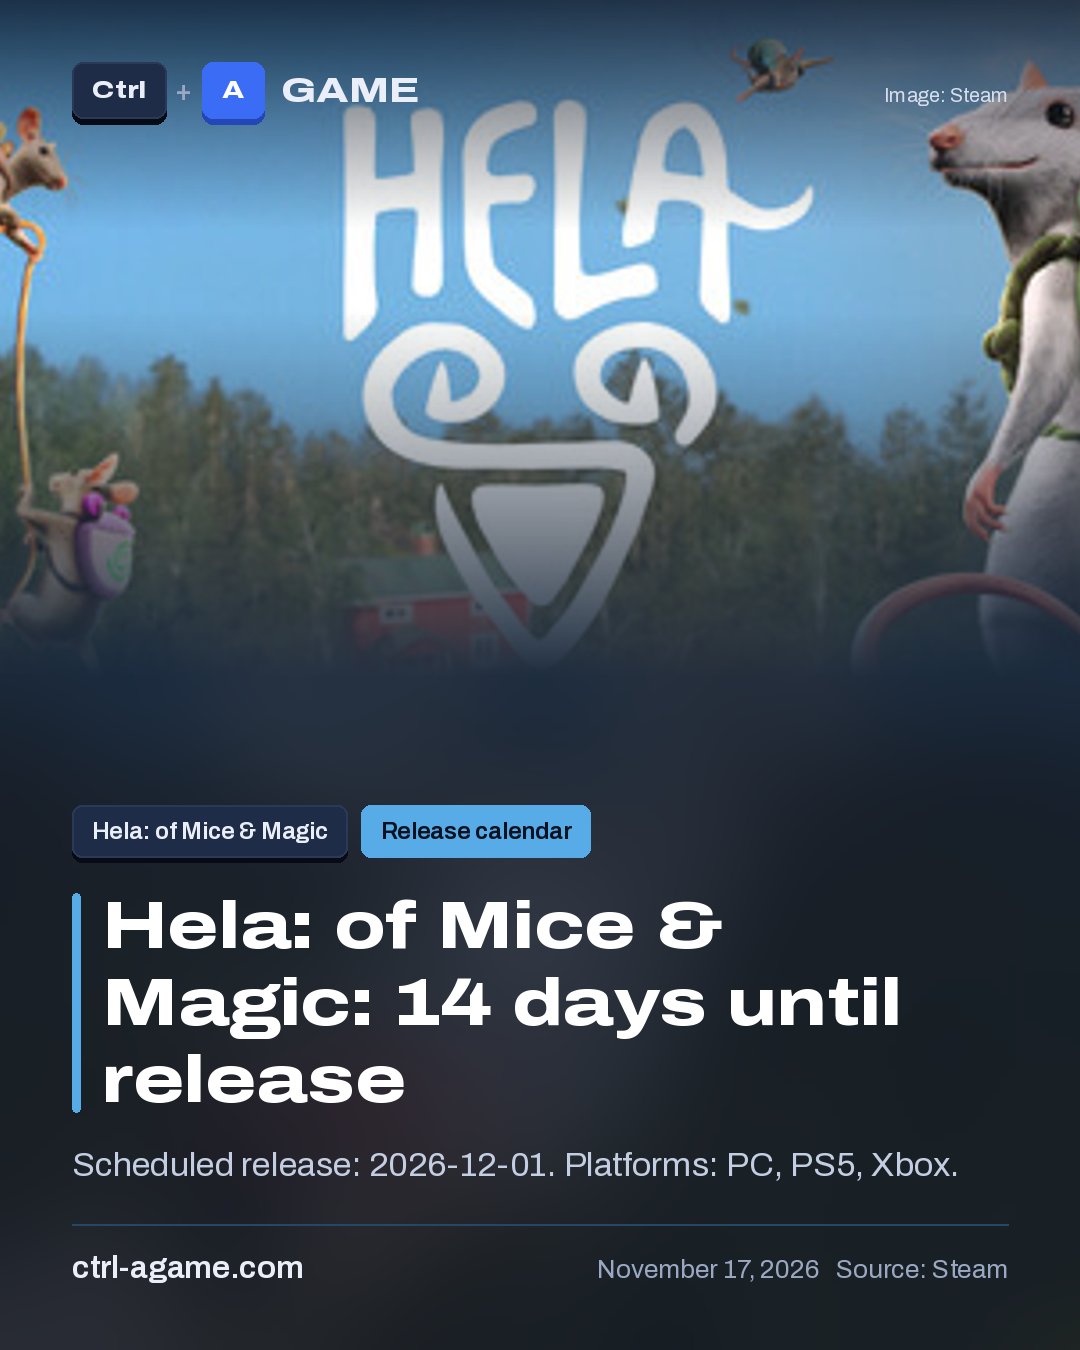 Ctrl + A GAME
Image: Steam
HELA
Hela: of Mice & Magic
Release calendar
Hela: of Mice &
Magic: 14 days until
release
Scheduled release: 2026-12-01. Platforms: PC, PS5, Xbox.
ctrl-agame.com
November 17, 2026 Source: Steam